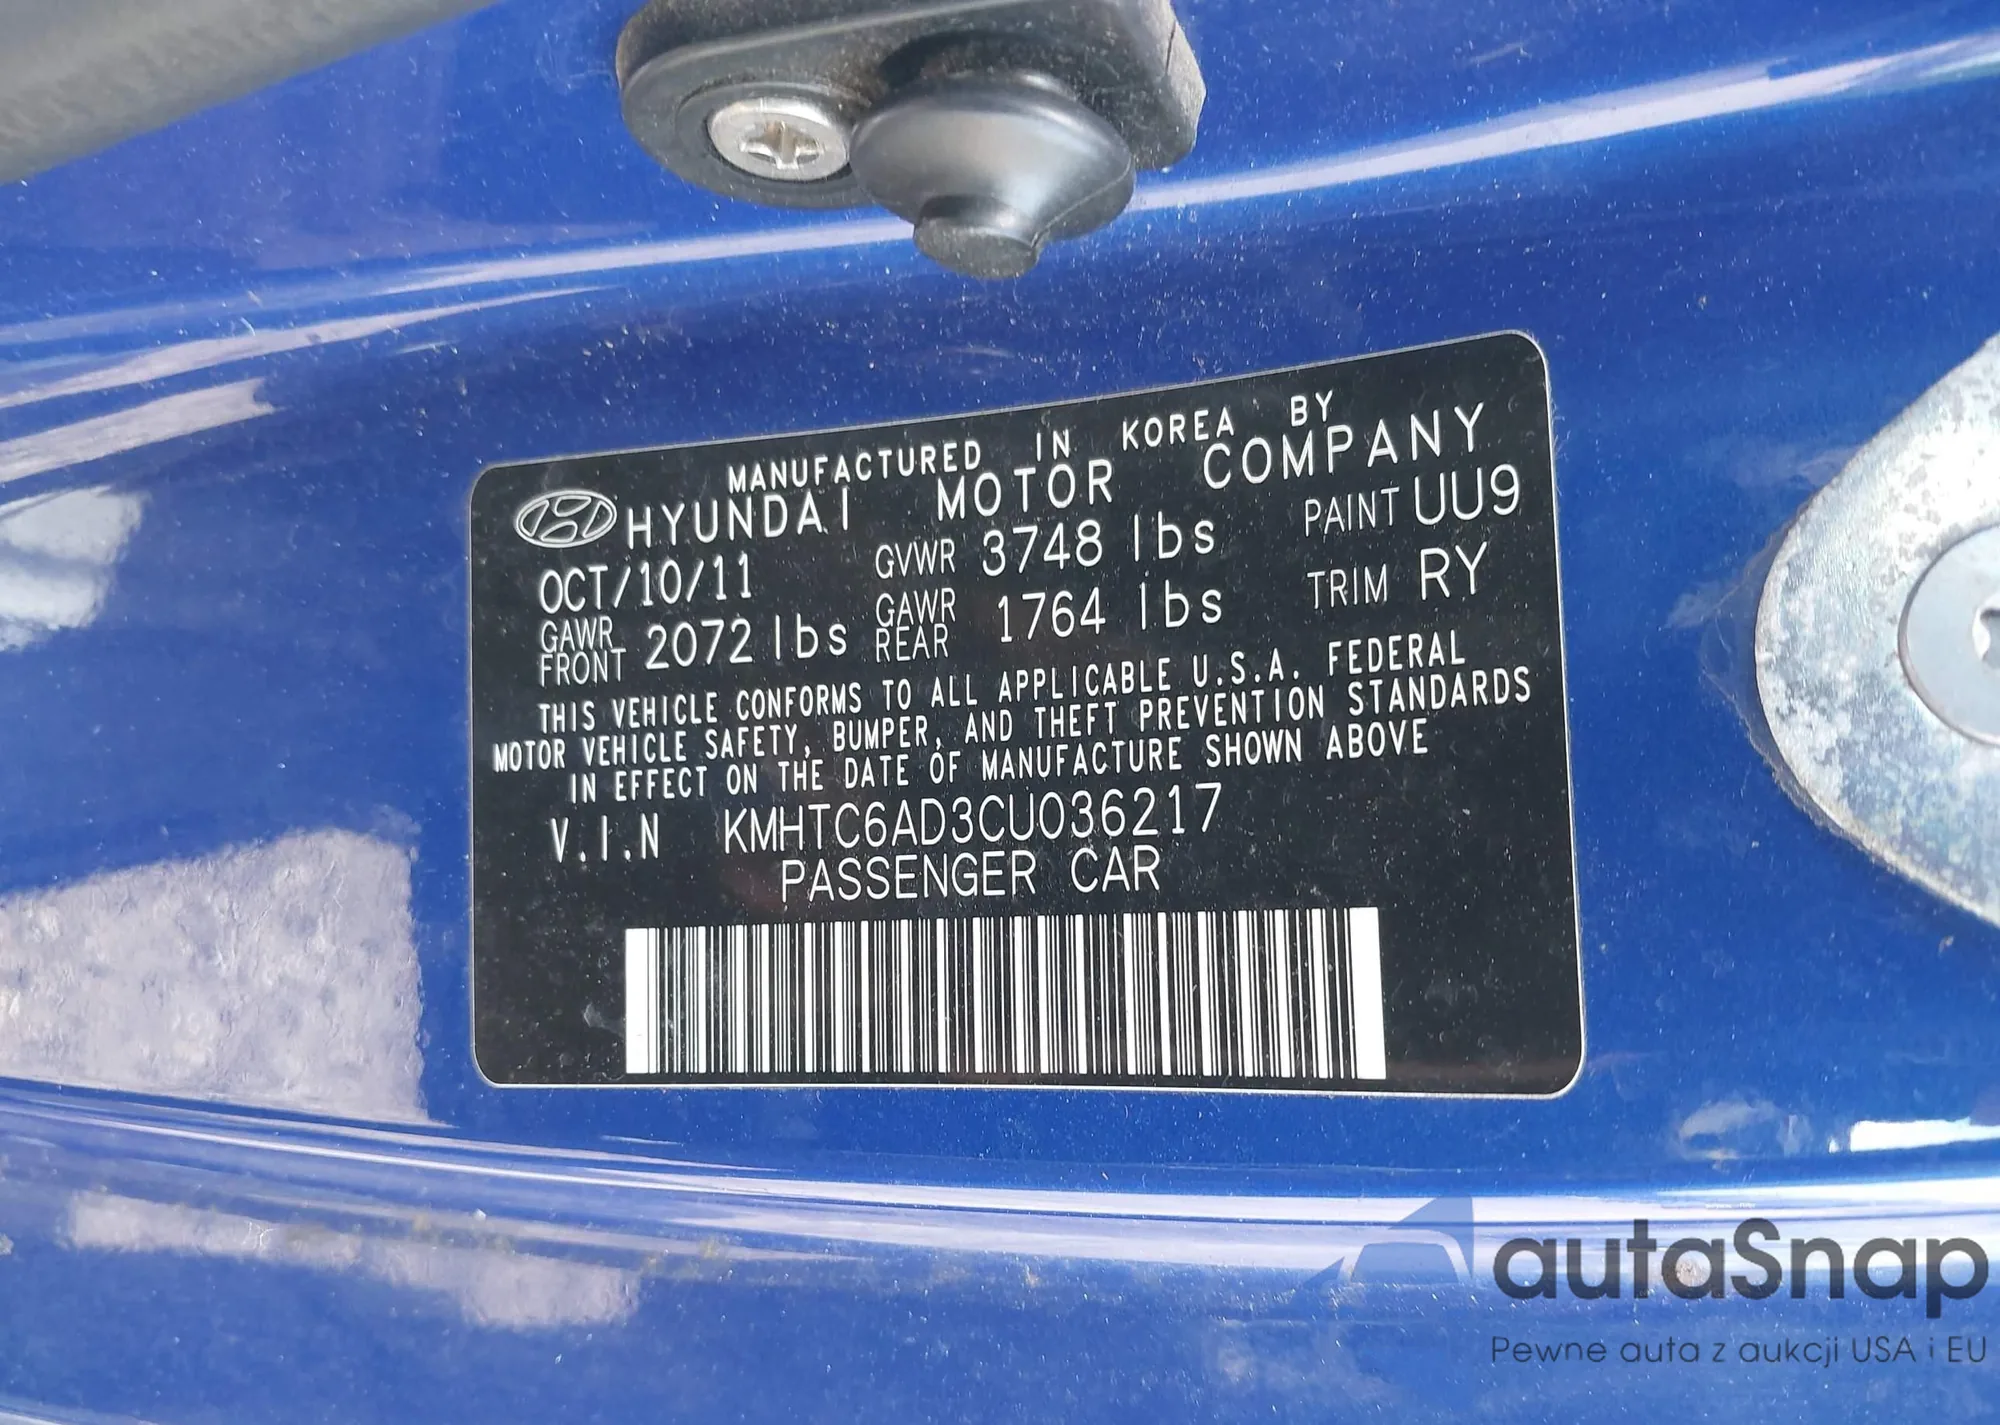 MANUFACTURED IN KOREA BY
HYUNDAI MOTOR COMPANY
OCT/10/11 GVWR 3748 lbs PAINT UU9
GAWR FRONT 2072 lbs GAWR REAR 1764 lbs TRIM RY
THIS VEHICLE CONFORMS TO ALL APPLICABLE U.S.A. FEDERAL
MOTOR VEHICLE SAFETY, BUMPER, AND THEFT PREVENTION STANDARDS
IN EFFECT ON THE DATE OF MANUFACTURE SHOWN ABOVE
V.I.N KMHTC6AD3CU036217
PASSENGER CAR
autaSnap
Pewne auta z aukcji USA i EU